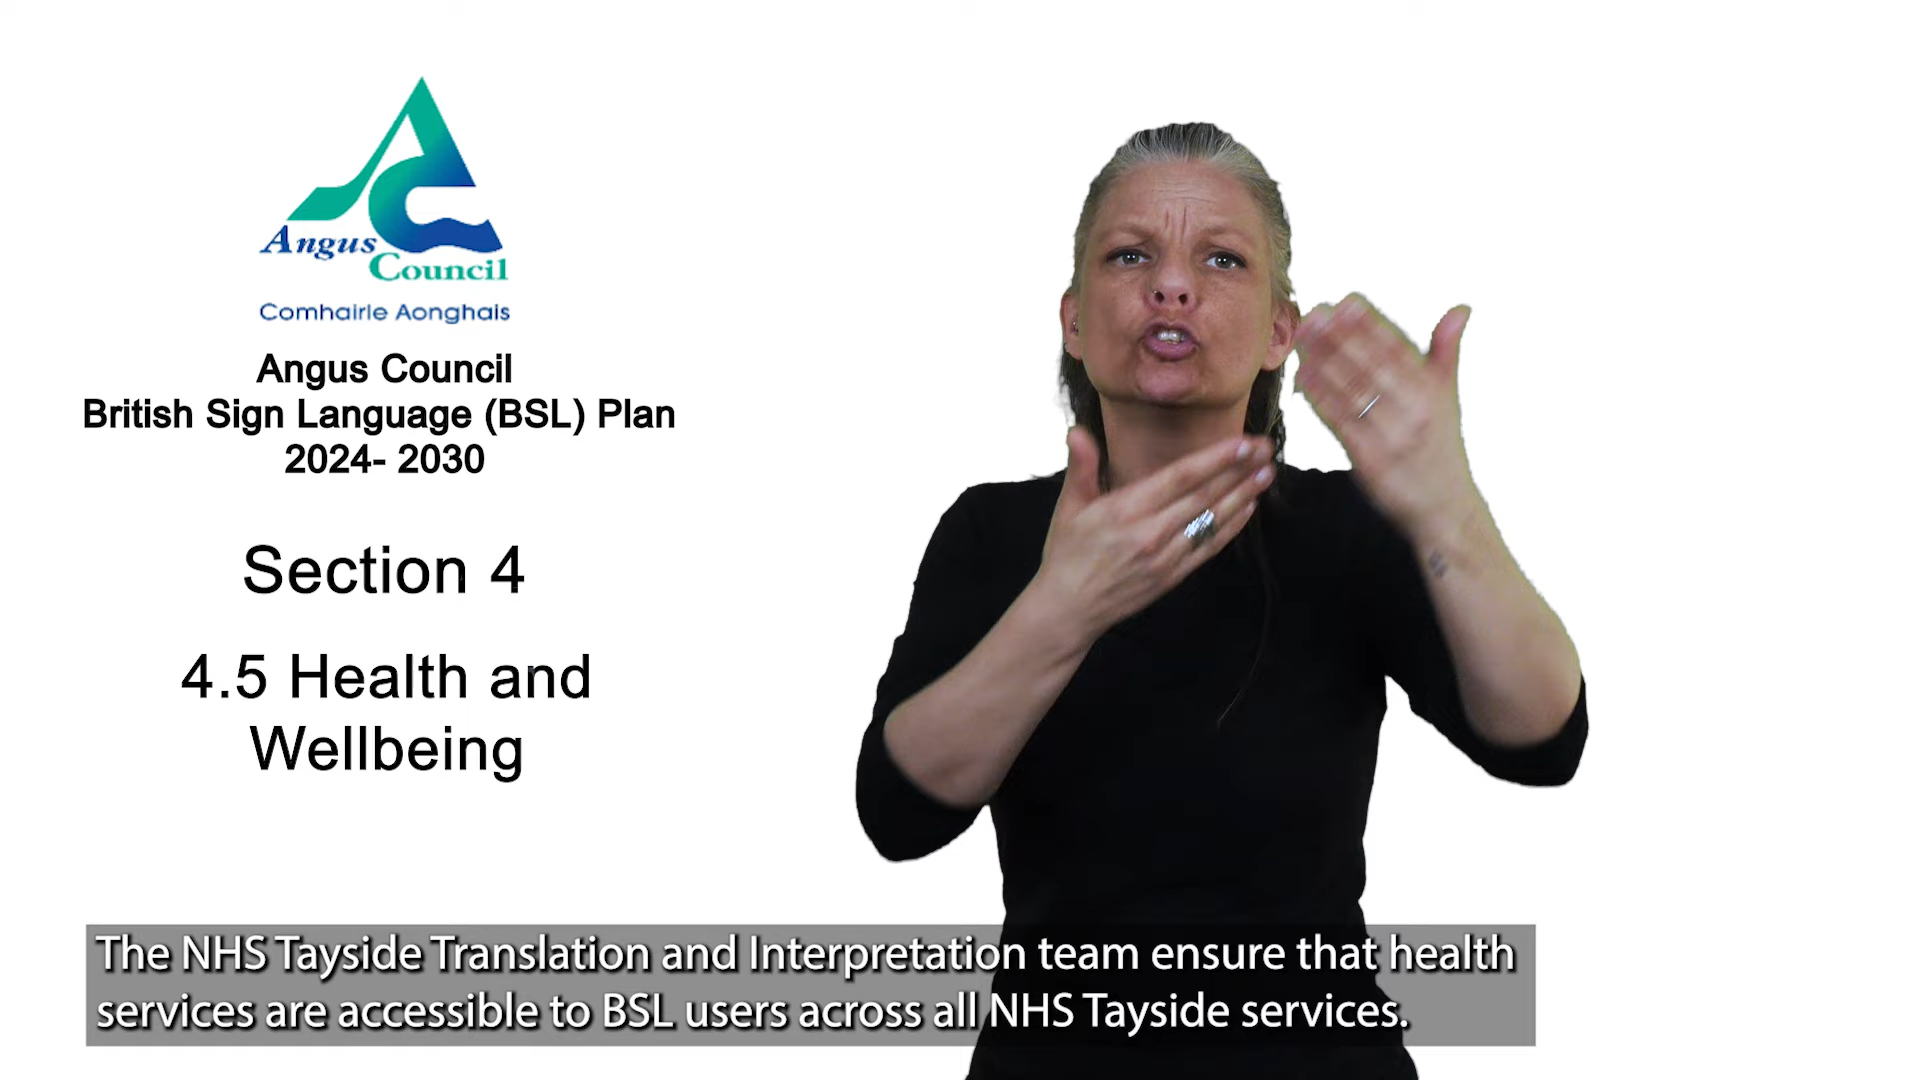 Angus
Council
Comhairle Aonghais
Angus Council
British Sign Language (BSL) Plan
2024- 2030
Section 4
4.5 Health and
Wellbeing
The NHS Tayside Translation and Interpretation team ensure that health
services are accessible to BSL users across all NHS Tayside services.